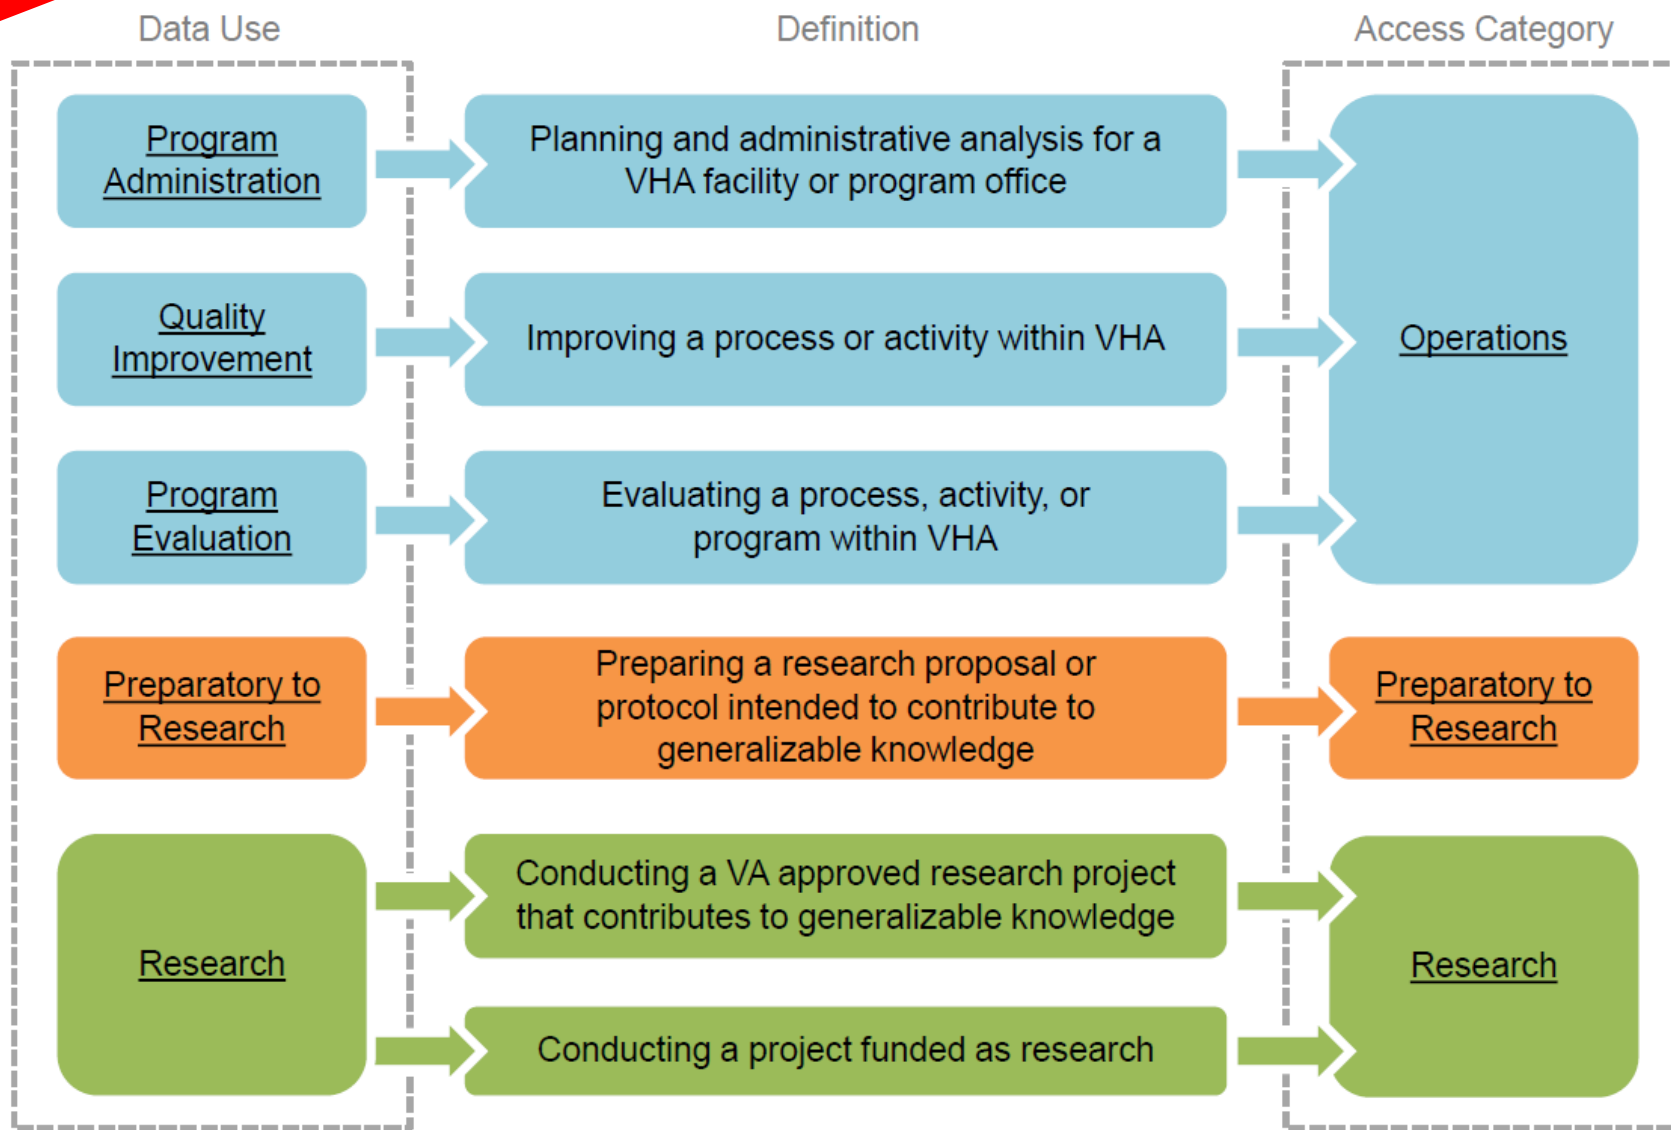 Data Use
Definition
Access Category
Program
Administration
Planning and administrative analysis for a
VHA facility or program office
Operations
Quality
Improvement
Improving a process or activity within VHA
Program
Evaluation
Evaluating a process, activity, or
program within VHA
Preparatory to
Research
Preparing a research proposal or
protocol intended to contribute to
generalizable knowledge
Preparatory to
Research
Research
Conducting a VA approved research project
that contributes to generalizable knowledge
Conducting a project funded as research
Research